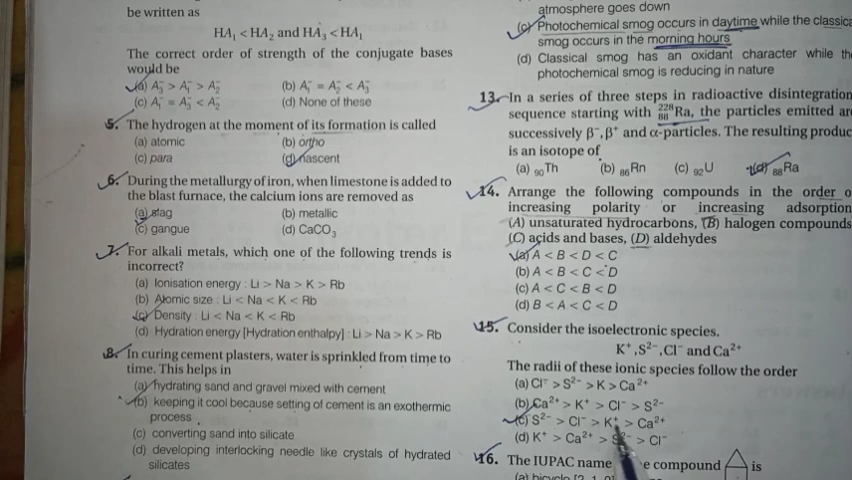 be written as
HA₁ < HA₂ and HA₃ < HA₁
The correct order of strength of the conjugate bases
would be
(a) A₃⁻ > A₁⁻ > A₂⁻ (b) A₁⁻ = A₂⁻ < A₃⁻
(c) A₁⁻ = A₃⁻ < A₂⁻ (d) None of these
5. The hydrogen at the moment of its formation is called
(a) atomic (b) ortho
(c) para (d) nascent
6. During the metallurgy of iron, when limestone is added to
the blast furnace, the calcium ions are removed as
(a) slag (b) metallic
(c) gangue (d) CaCO₃
7. For alkali metals, which one of the following trends is
incorrect?
(a) Ionisation energy : Li > Na > K > Rb
(b) Atomic size : Li < Na < K < Rb
(c) Density : Li < Na < K < Rb
(d) Hydration energy [Hydration enthalpy] : Li > Na > K > Rb
8. In curing cement plasters, water is sprinkled from time to
time. This helps in
(a) hydrating sand and gravel mixed with cement
(b) keeping it cool because setting of cement is an exothermic
process
(c) converting sand into silicate
(d) developing interlocking needle like crystals of hydrated
silicates
atmosphere goes down
(c) Photochemical smog occurs in daytime while the
smog occurs in the morning hours
(d) Classical smog has an oxidant character while
photochemical smog is reducing in nature
13. In a series of three steps in radioactive disintegration
sequence starting with ²²⁸₈₈Ra, the particles emitted
successively β⁻, β⁺ and α-particles. The resulting
is an isotope of
(a) ₉₀Th (b) ₈₆Rn (c) ₉₂U (d) ₈₈Ra
14. Arrange the following compounds in the order
increasing polarity or increasing adsorption
(A) unsaturated hydrocarbons, (B) halogen compounds
(C) acids and bases, (D) aldehydes
(a) A < B < D < C
(b) A < B < C < D
(c) A < C < B < D
(d) B < A < C < D
15. Consider the isoelectronic species.
K⁺, S²⁻, Cl⁻ and Ca²⁺
The radii of these ionic species follow the order
(a) Cl⁻ > S²⁻ > K > Ca²⁺
(b) Ca²⁺ > K⁺ > Cl⁻ > S²⁻
(c) S²⁻ > Cl⁻ > K⁺ > Ca²⁺
(d) K⁺ > Ca²⁺ > S²⁻ > Cl⁻
16. The IUPAC name compound is